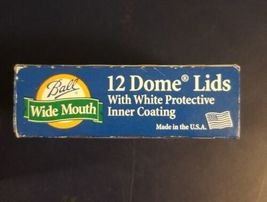 Ball®
Wide Mouth
12 Dome® Lids
With White Protective
Inner Coating
Made in the U.S.A.